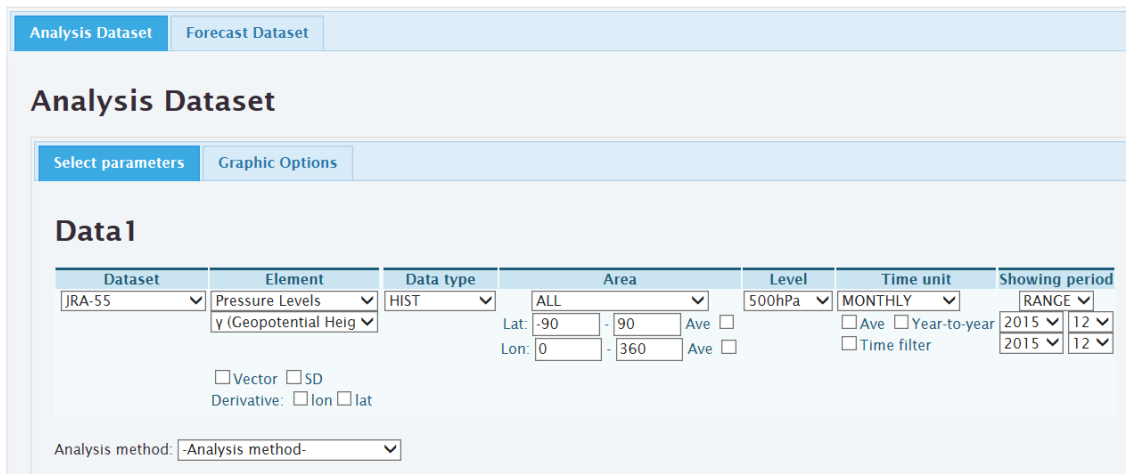 Analysis Dataset Forecast Dataset
Analysis Dataset
Select parameters Graphic Options
Data1
Dataset Element Data type Area Level Time unit Showing period
JRA-55 Pressure Levels HIST ALL 500hPa MONTHLY RANGE
γ (Geopotential Heig Lat: -90 - 90 Ave Ave Year-to-year 2015 12
Lon: 0 - 360 Ave Time filter 2015 12
Vector SD
Derivative: lon lat
Analysis method: -Analysis method-